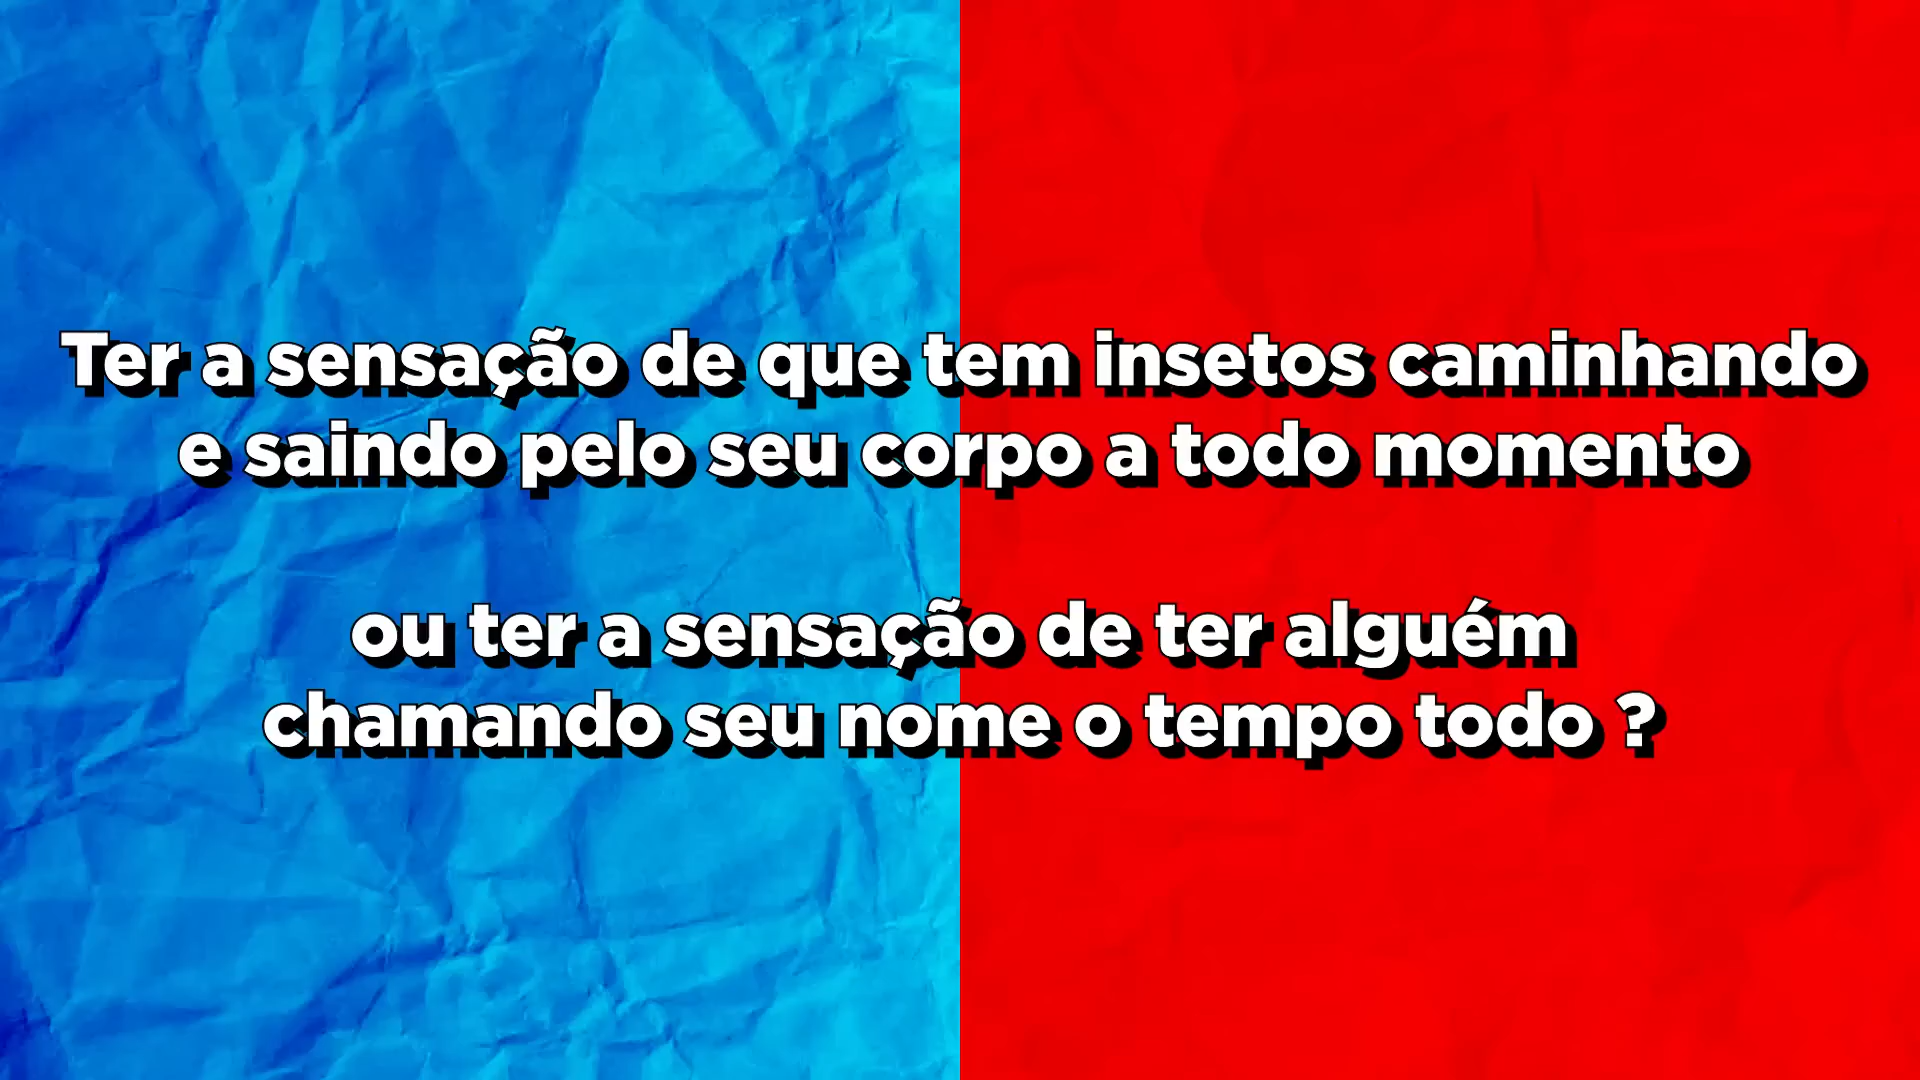 Ter a sensação de que tem insetos caminhando
e saindo pelo seu corpo a todo momento
ou ter a sensação de ter alguém
chamando seu nome o tempo todo ?